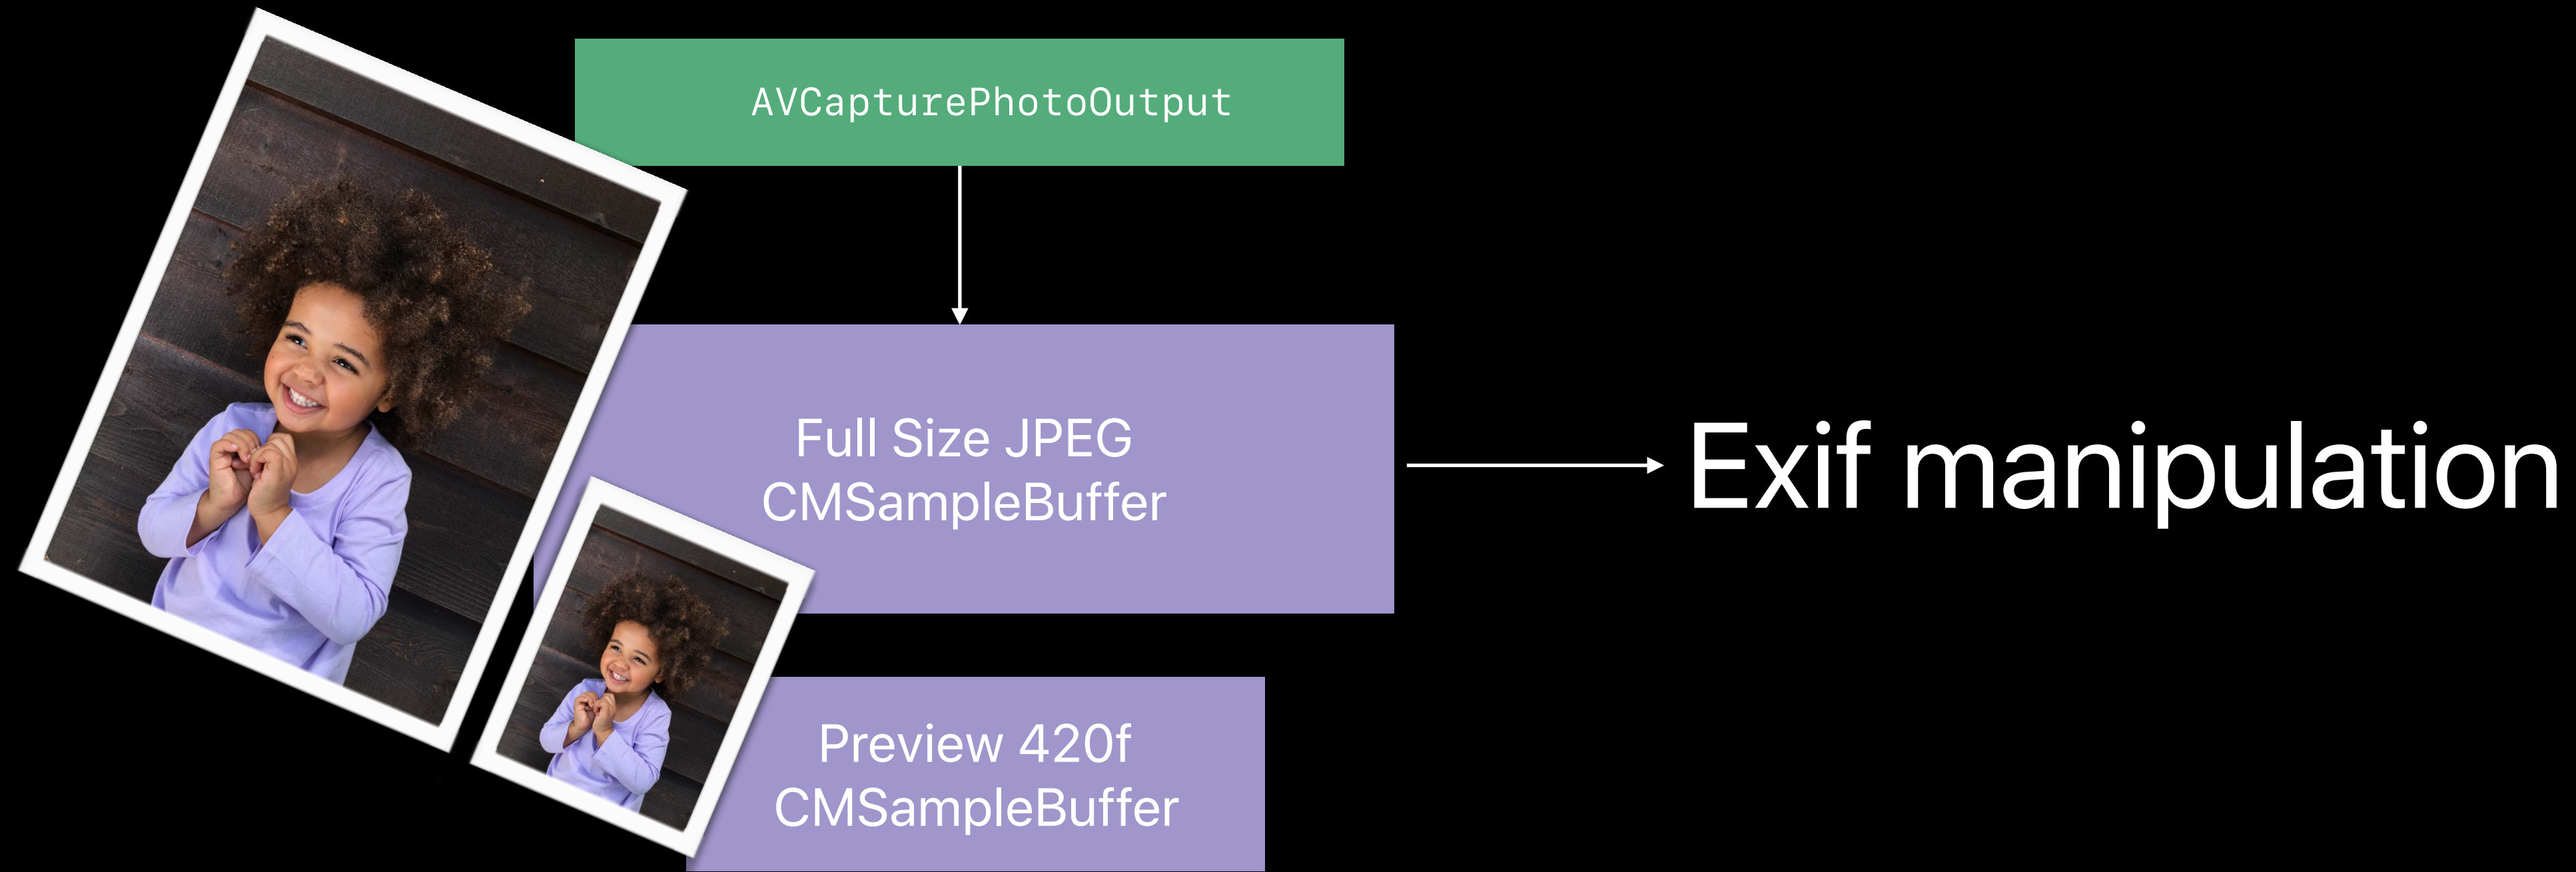 AVCapturePhotoOutput
Full Size JPEG
CMSampleBuffer
Exif manipulation
Preview 420f
CMSampleBuffer